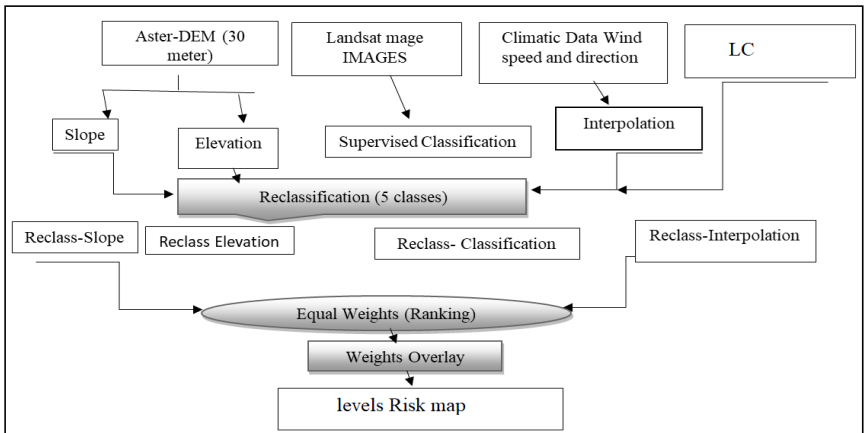 Aster-DEM (30
meter)
Landsat mage
IMAGES
Climatic Data Wind
speed and direction
LC
Slope
Elevation
Supervised Classification
Interpolation
Reclassification (5 classes)
Reclass-Slope
Reclass Elevation
Reclass- Classification
Reclass-Interpolation
Equal Weights (Ranking)
Weights Overlay
levels Risk map